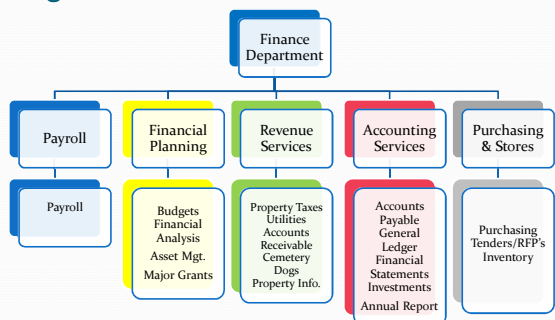 Finance
Department
Payroll
Financial
Planning
Revenue
Services
Accounting
Services
Purchasing
& Stores
Payroll
Budgets
Financial
Analysis
Asset Mgt.
Major Grants
Property Taxes
Utilities
Accounts
Receivable
Cemetery
Dogs
Property Info.
Accounts
Payable
General
Ledger
Financial
Statements
Investments
Annual Report
Purchasing
Tenders/RFP's
Inventory